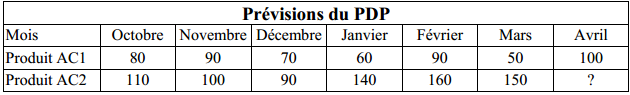 Prévisions du PDP
Mois Octobre Novembre Décembre Janvier Février Mars Avril
Produit AC1 80 90 70 60 90 50 100
Produit AC2 110 100 90 140 160 150 ?